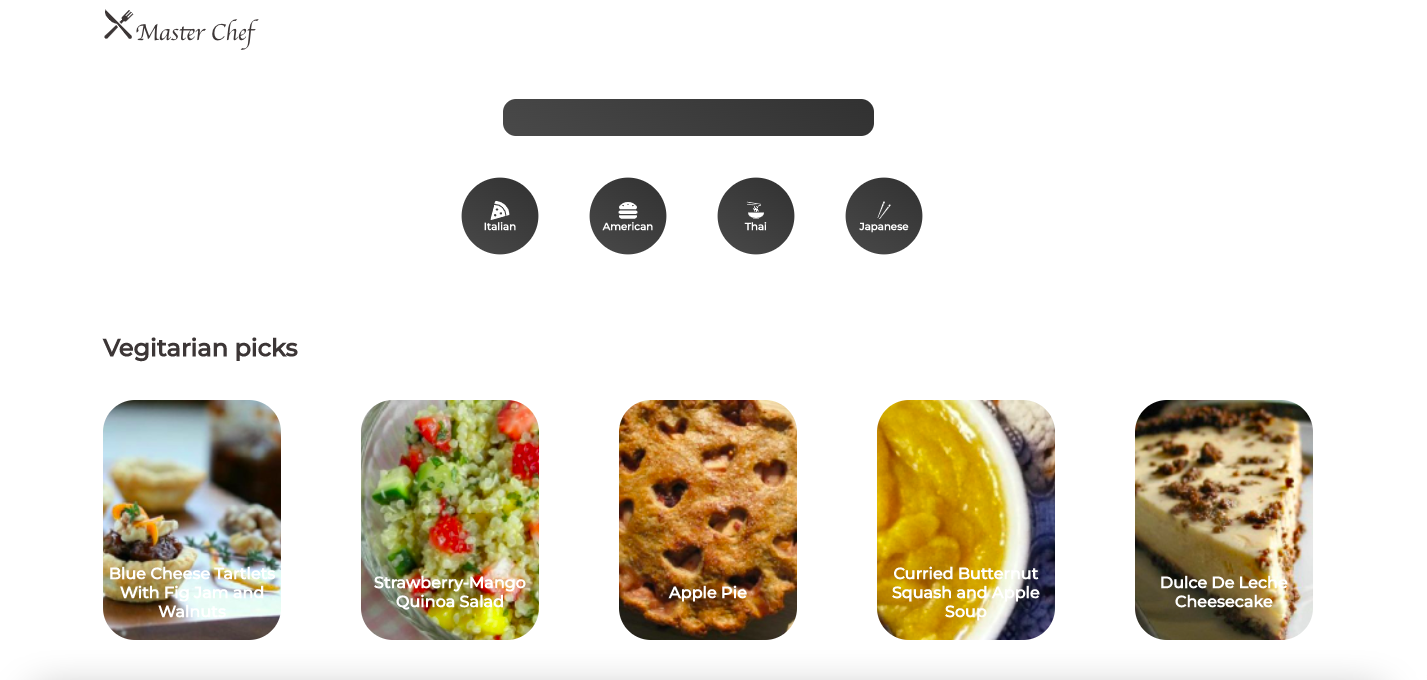 Master Chef
Italian
American
Thai
Japanese
Vegitarian picks
Blue Cheese Tartlets
With Fig Jam and
Walnuts
Strawberry-Mango
Quinoa Salad
Apple Pie
Curried Butternut
Squash and Apple
Soup
Dulce De Leche
Cheesecake